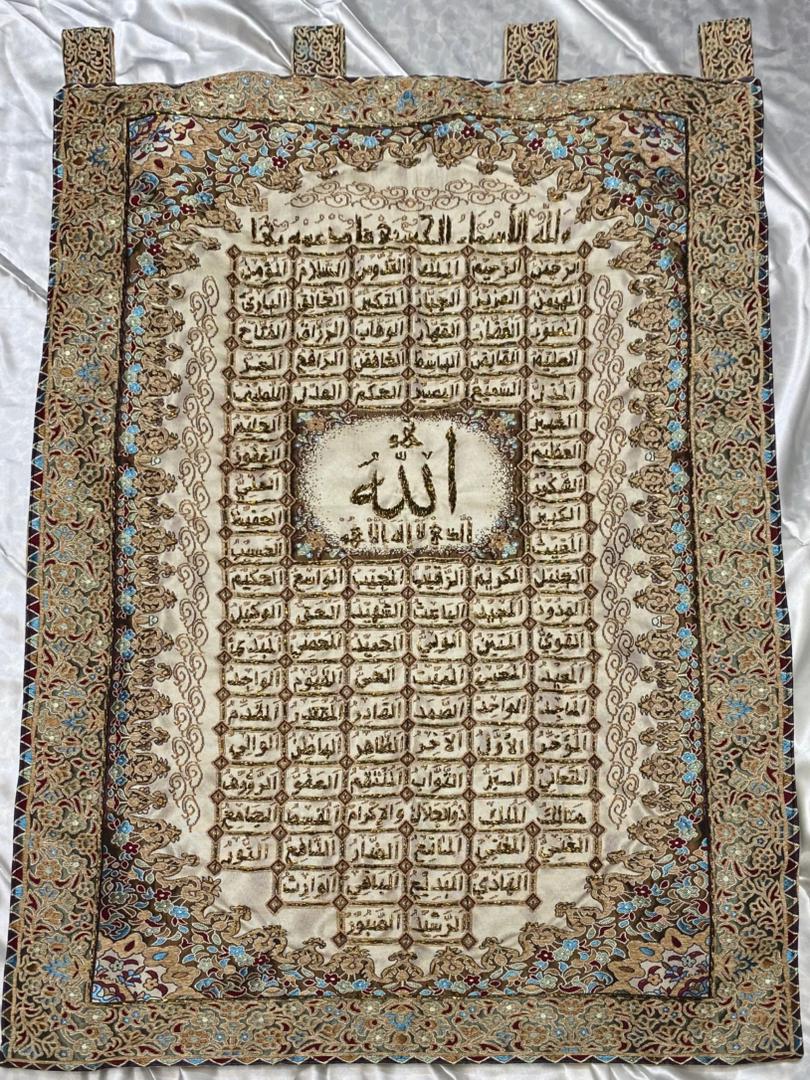 ولله الأسماء الحسنى فادعوه بها
الرحمن الرحيم الملك القدوس السلام المؤمن
المهيمن العزيز الجبار المتكبر الخالق البارئ
المصور الغفار القهار الوهاب الرزاق الفتاح
العليم القابض الباسط الخافض الرافع المعز
المذل السميع البصير الحكم العدل اللطيف
الخبير الحليم
العظيم الغفور
الشكور العلي
الكبير الحفيظ
المقيت الحسيب
الله
الذي لا إله إلا هو
الجليل الكريم الرقيب المجيب الواسع الحكيم
الودود المجيد الباعث الشهيد الحق الوكيل
القوي المتين الولي الحميد المحصي المبدئ
المعيد المحيي المميت الحي القيوم الواجد
الماجد الواحد الصمد القادر المقتدر المقدم
المؤخر الأول الآخر الظاهر الباطن الوالي
المتعالي البر التواب المنتقم العفو الرؤوف
مالك الملك ذوالجلال والإكرام المقسط الجامع
الغني المغني المانع الضار النافع النور
الهادي البديع الباقي الوارث
الرشيد الصبور